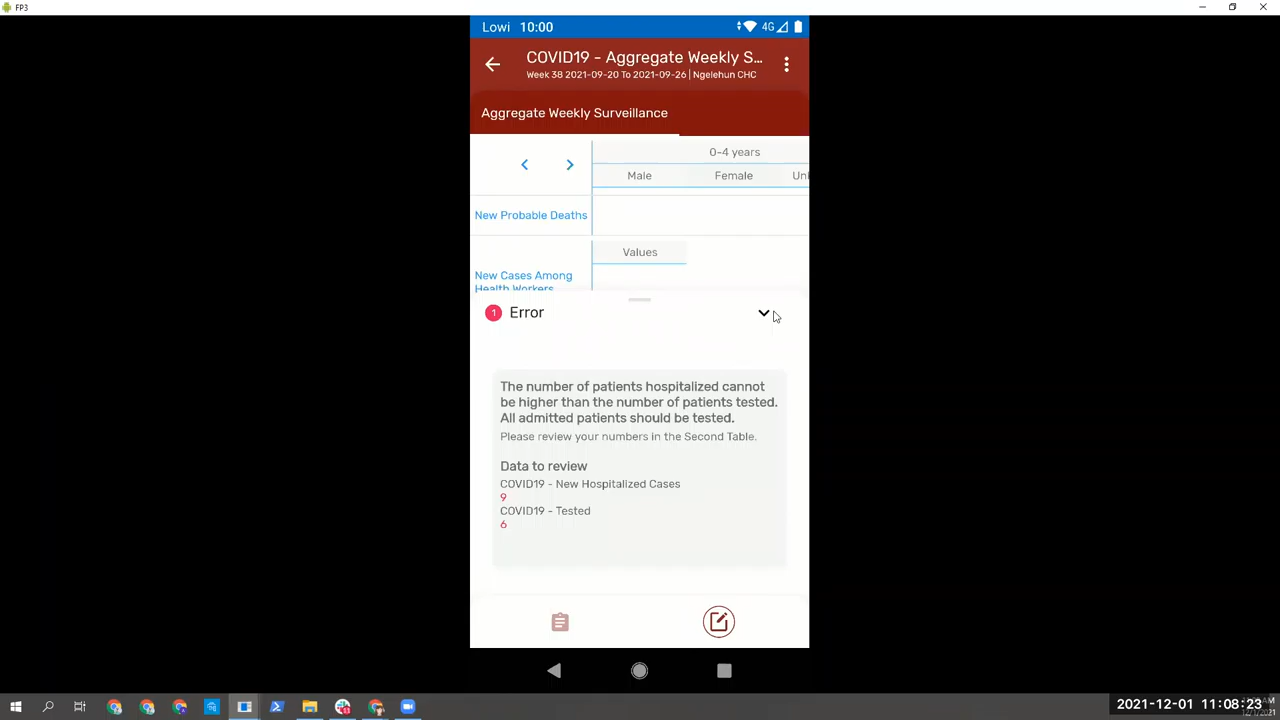 FP3
Lowi 10:00
4G
COVID19 - Aggregate Weekly S...
Week 38 2021-09-20 To 2021-09-26 | Ngelehun CHC
Aggregate Weekly Surveillance
0-4 years
Male Female Un
New Probable Deaths
Values
New Cases Among
Health Workers
1 Error
The number of patients hospitalized cannot
be higher than the number of patients tested.
All admitted patients should be tested.
Please review your numbers in the Second Table.
Data to review
COVID19 - New Hospitalized Cases
9
COVID19 - Tested
6
2021-12-01 11:08:23